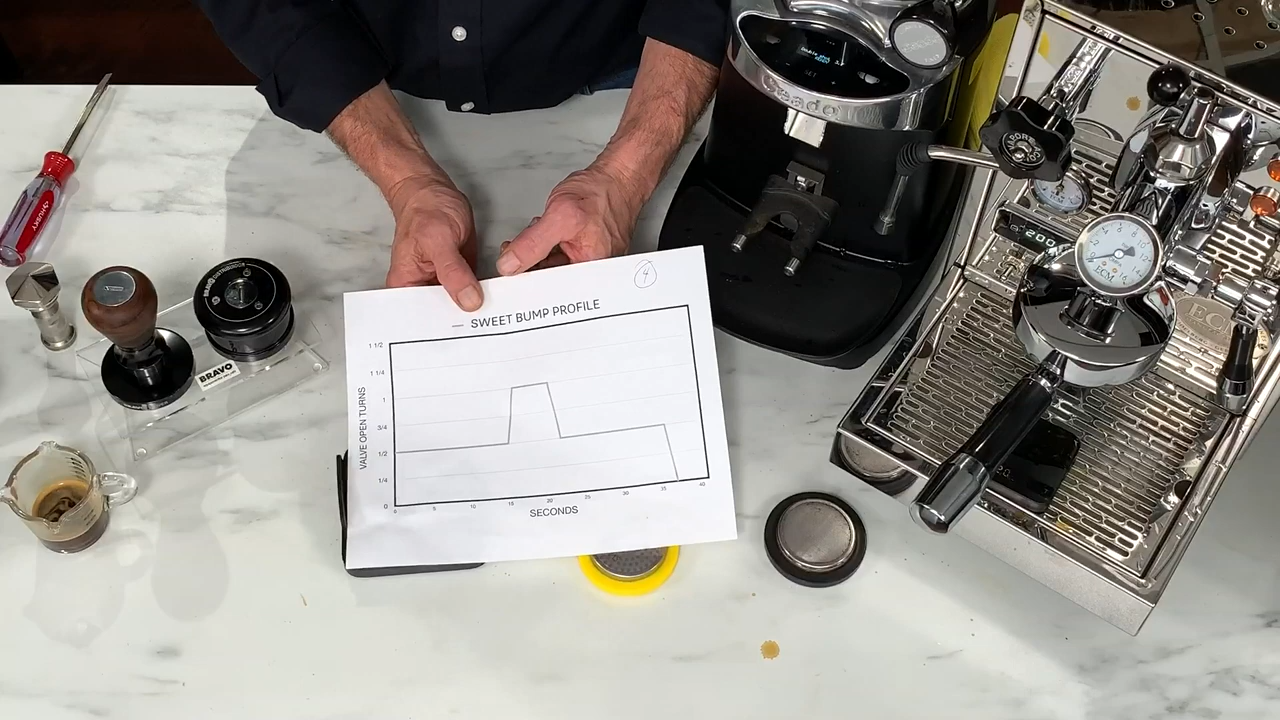 4
— SWEET BUMP PROFILE
VALVE OPEN TURNS
1 1/2
1 1/4
1
3/4
1/2
1/4
0
0 5 10 15 20 25 30 35 40
SECONDS
HUSKY
BRAVO
200
ECM